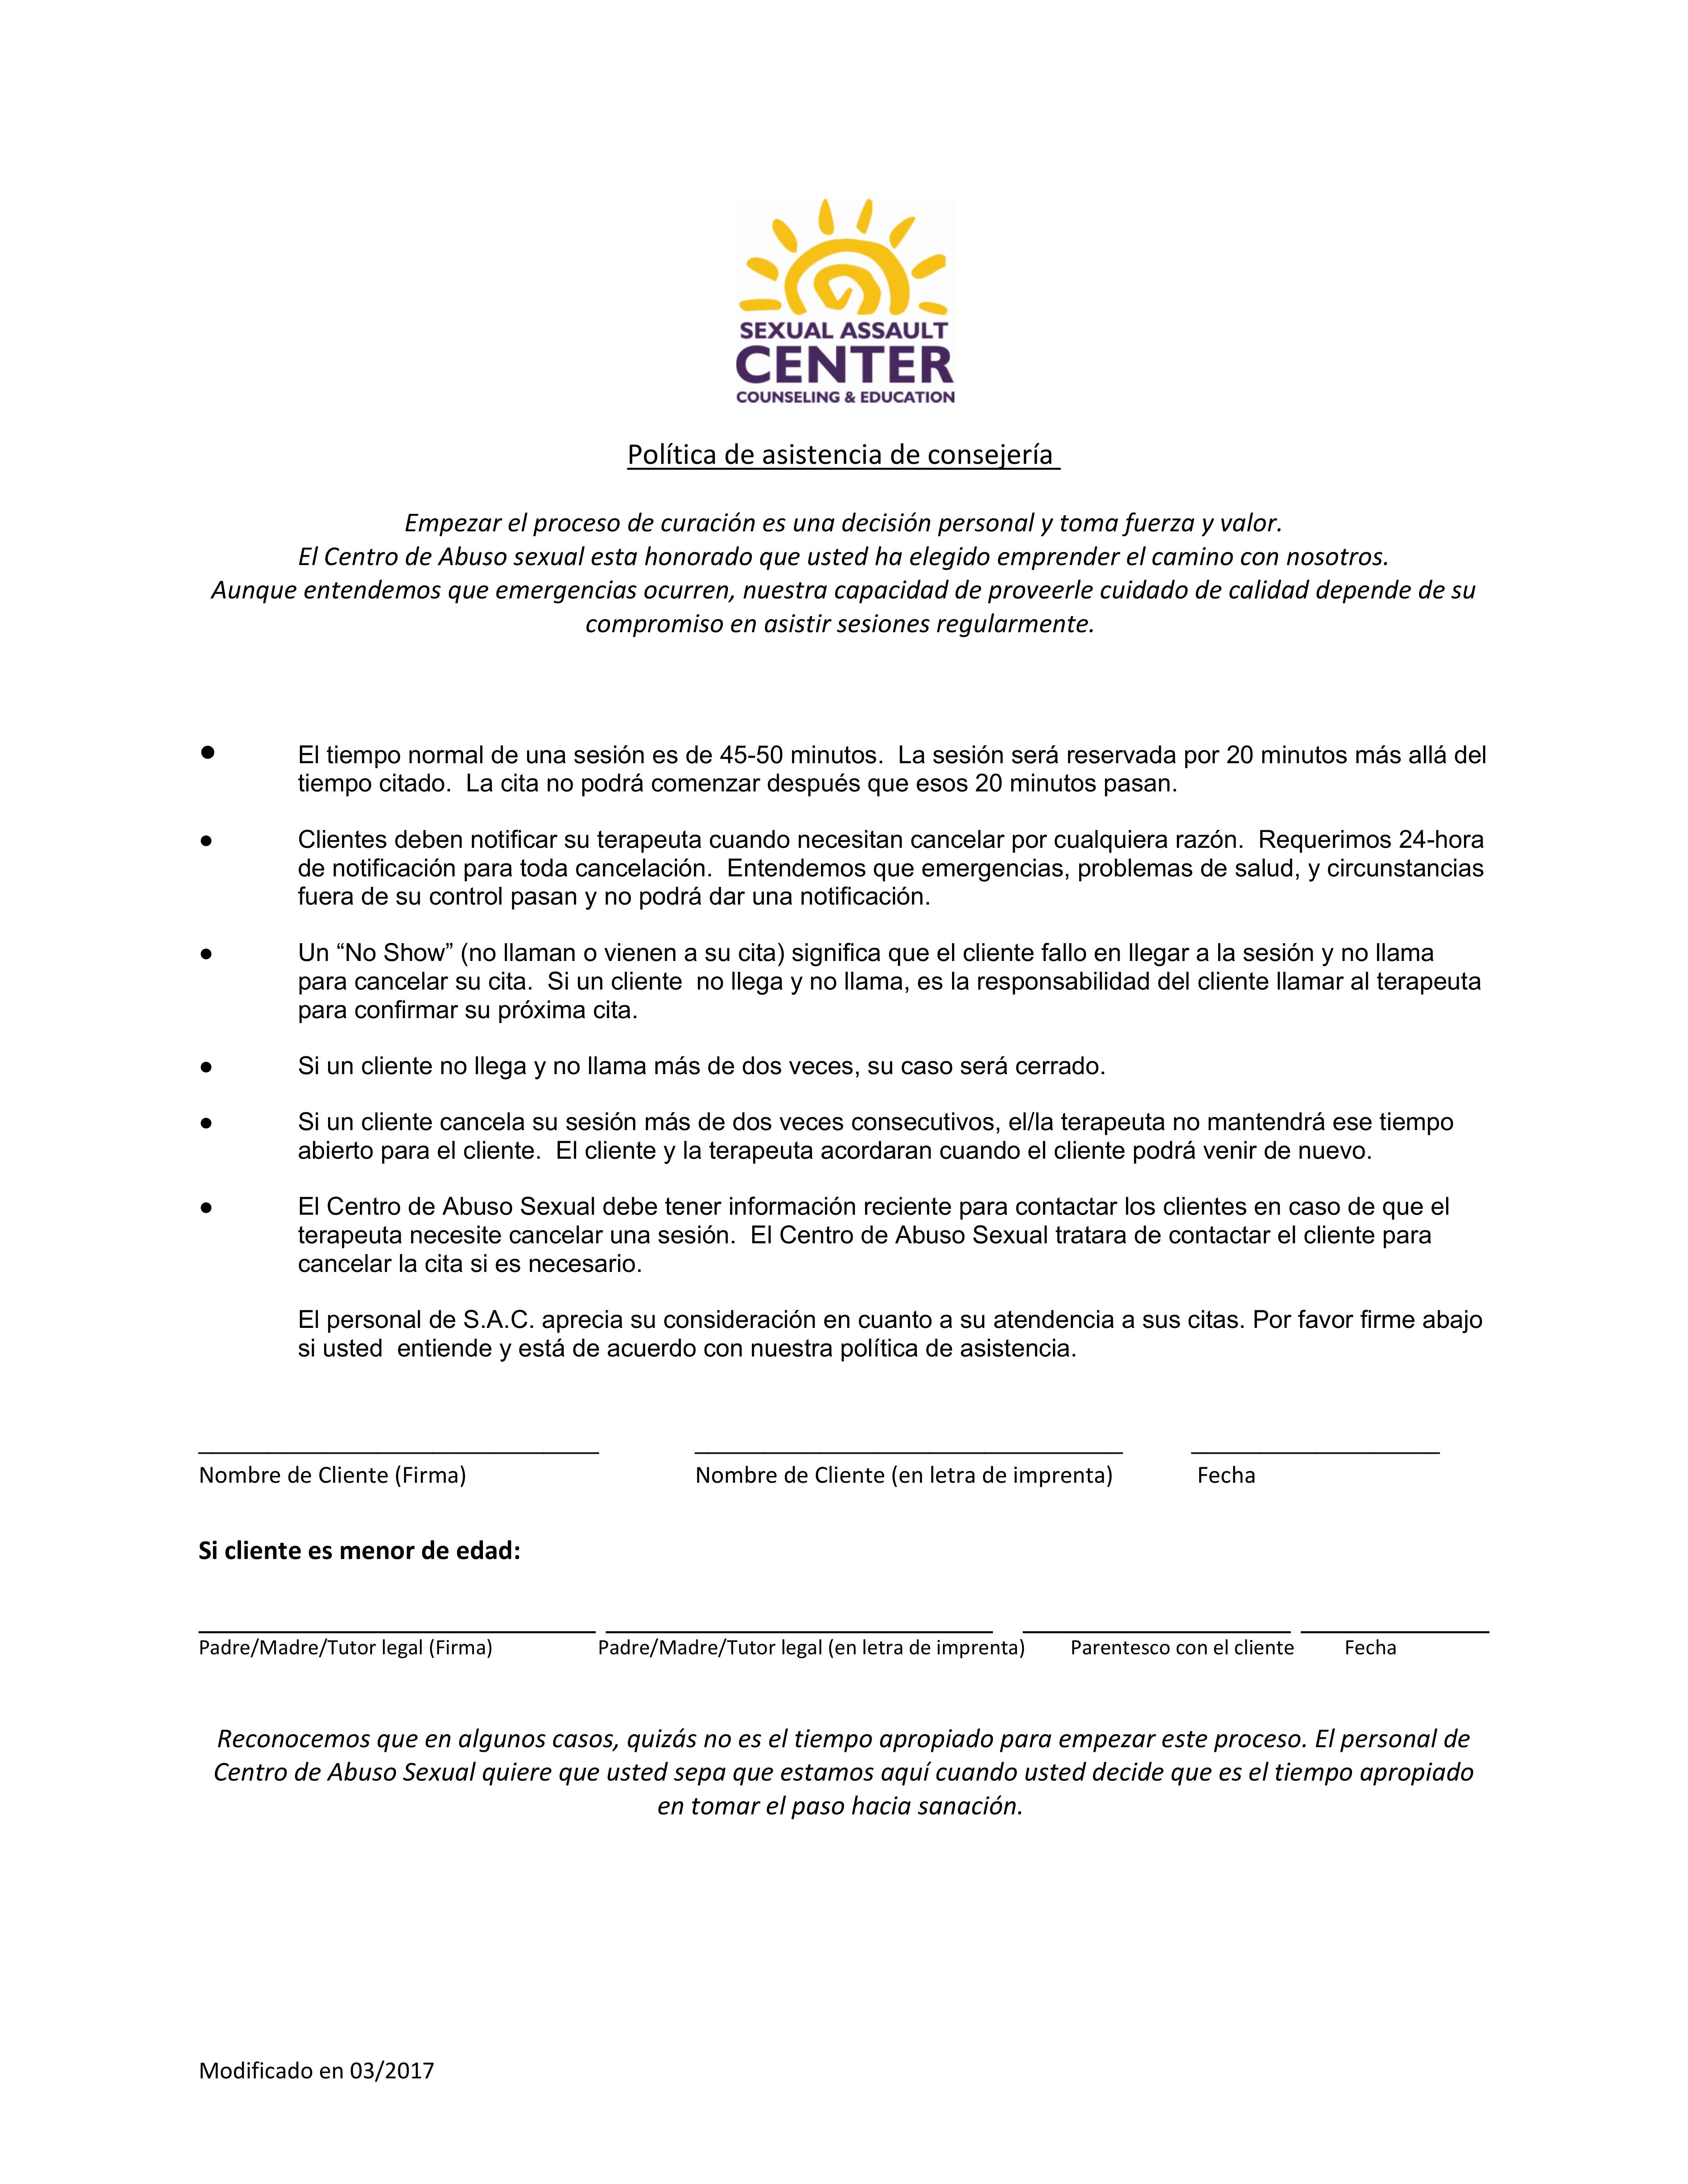 SEXUAL ASSAULT
CENTER
COUNSELING & EDUCATION
Política de asistencia de consejería
Empezar el proceso de curación es una decisión personal y toma fuerza y valor.
El Centro de Abuso sexual esta honorado que usted ha elegido emprender el camino con nosotros.
Aunque entendemos que emergencias ocurren, nuestra capacidad de proveerle cuidado de calidad depende de su
compromiso en asistir sesiones regularmente.
● El tiempo normal de una sesión es de 45-50 minutos.  La sesión será reservada por 20 minutos más allá del
tiempo citado.  La cita no podrá comenzar después que esos 20 minutos pasan.
● Clientes deben notificar su terapeuta cuando necesitan cancelar por cualquiera razón.  Requerimos 24-hora
de notificación para toda cancelación.  Entendemos que emergencias, problemas de salud, y circunstancias
fuera de su control pasan y no podrá dar una notificación.
● Un “No Show” (no llaman o vienen a su cita) significa que el cliente fallo en llegar a la sesión y no llama
para cancelar su cita.  Si un cliente  no llega y no llama, es la responsabilidad del cliente llamar al terapeuta
para confirmar su próxima cita.
● Si un cliente no llega y no llama más de dos veces, su caso será cerrado.
● Si un cliente cancela su sesión más de dos veces consecutivos, el/la terapeuta no mantendrá ese tiempo
abierto para el cliente.  El cliente y la terapeuta acordaran cuando el cliente podrá venir de nuevo.
● El Centro de Abuso Sexual debe tener información reciente para contactar los clientes en caso de que el
terapeuta necesite cancelar una sesión.  El Centro de Abuso Sexual tratara de contactar el cliente para
cancelar la cita si es necesario.
El personal de S.A.C. aprecia su consideración en cuanto a su atendencia a sus citas. Por favor firme abajo
si usted  entiende y está de acuerdo con nuestra política de asistencia.
Nombre de Cliente (Firma) Nombre de Cliente (en letra de imprenta) Fecha
Si cliente es menor de edad:
Padre/Madre/Tutor legal (Firma) Padre/Madre/Tutor legal (en letra de imprenta) Parentesco con el cliente Fecha
Reconocemos que en algunos casos, quizás no es el tiempo apropiado para empezar este proceso. El personal de
Centro de Abuso Sexual quiere que usted sepa que estamos aquí cuando usted decide que es el tiempo apropiado
en tomar el paso hacia sanación.
Modificado en 03/2017